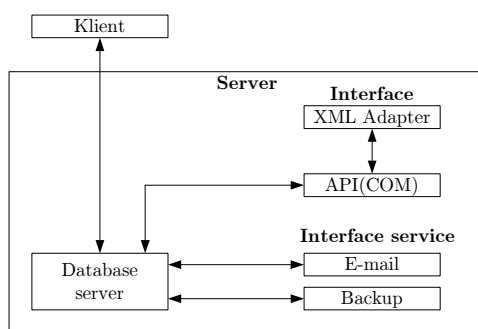 Klient
Server
Interface
XML Adapter
API(COM)
Interface service
Database
server
E-mail
Backup